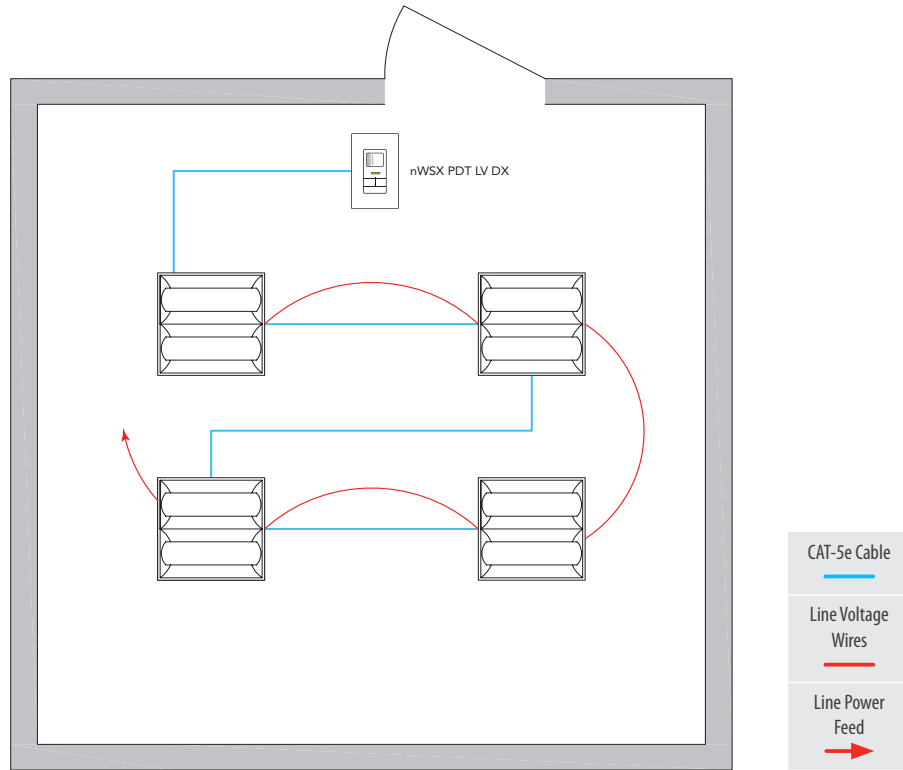 nWSX PDT LV DX
CAT-5e Cable
Line Voltage
Wires
Line Power
Feed